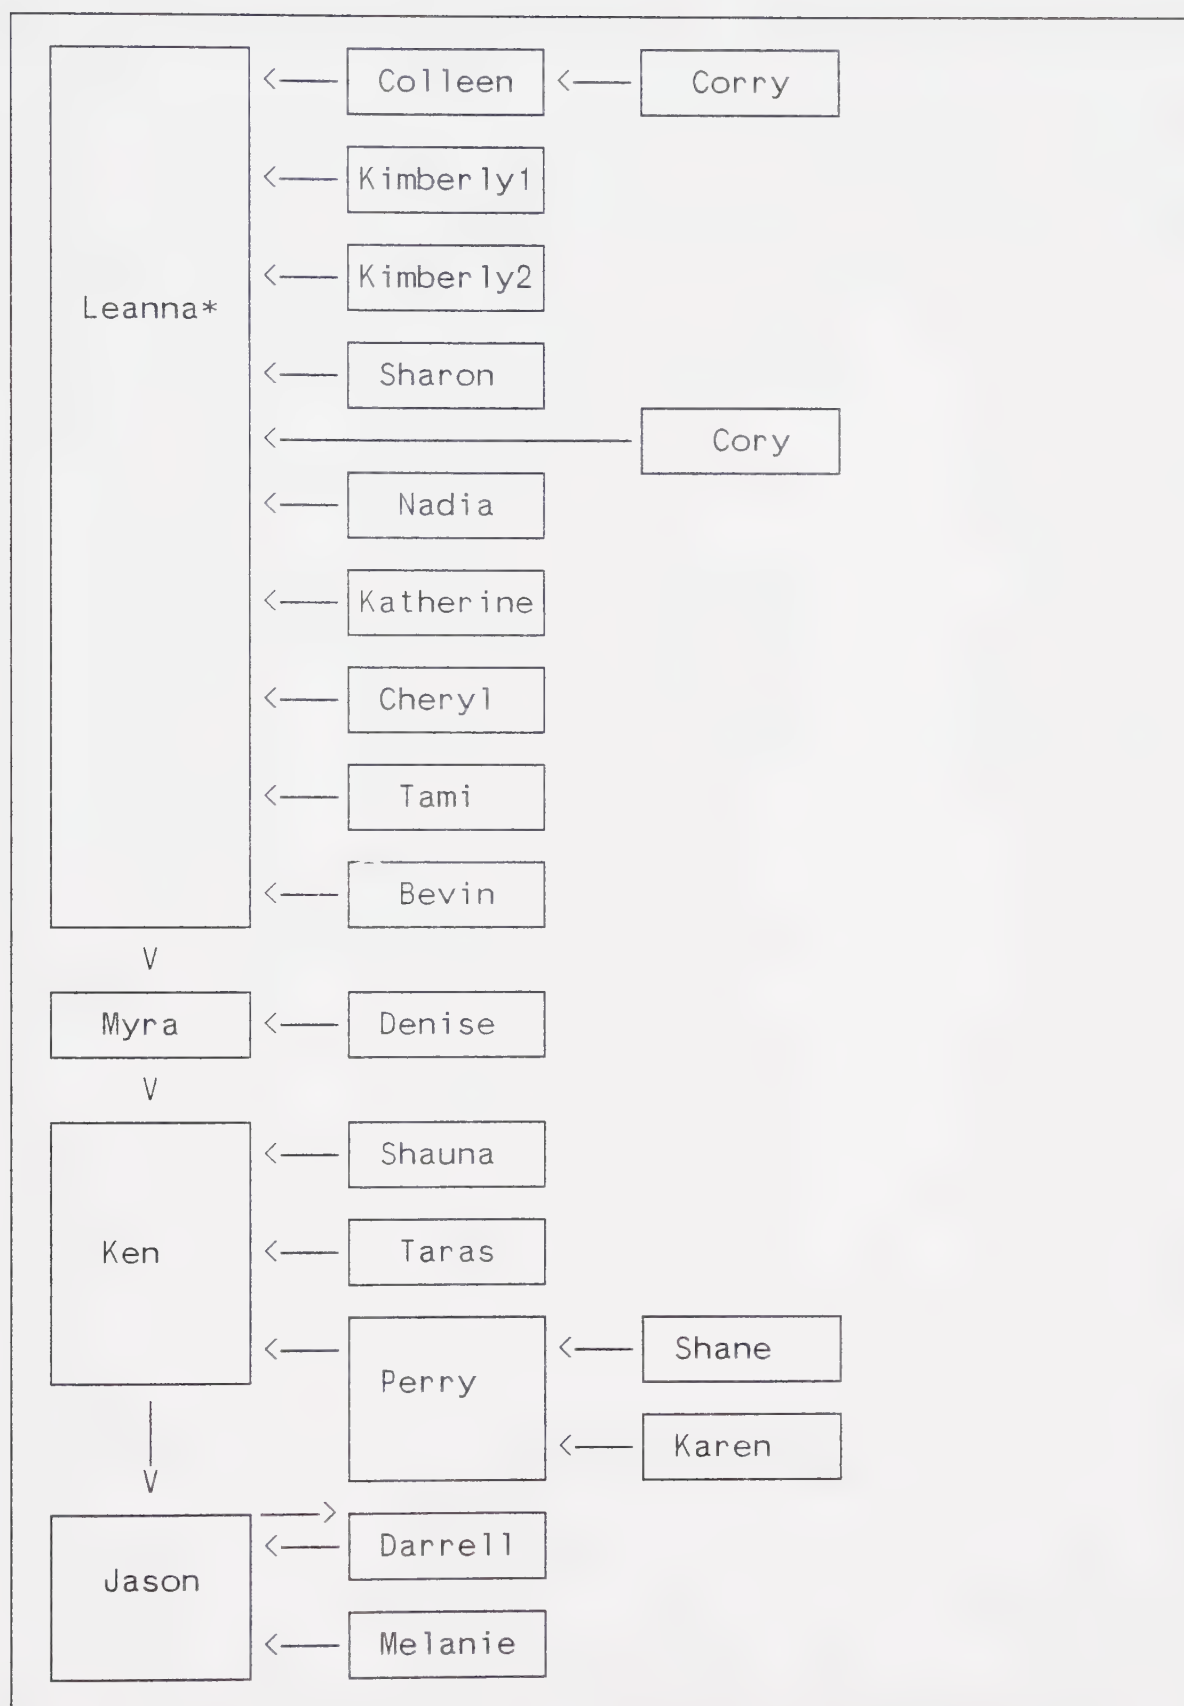 Colleen
Corry
Kimberly1
Kimberly2
Leanna*
Sharon
Cory
Nadia
Katherine
Cheryl
Tami
Bevin
Myra
Denise
Shauna
Ken
Taras
Shane
Perry
Karen
Darrell
Jason
Melanie